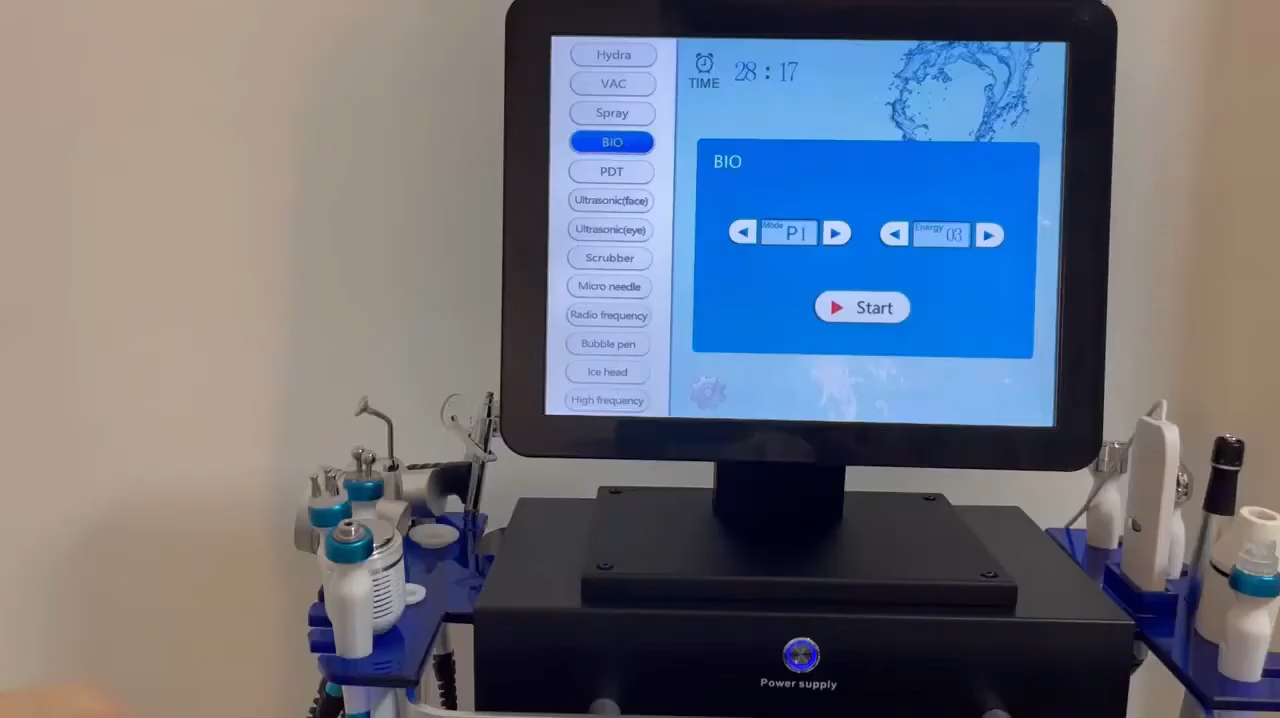 Hydra
VAC
Spray
BIO
PDT
Ultrasonic(face)
Ultrasonic(eye)
Scrubber
Micro needle
Radio frequency
Bubble pen
Ice head
High frequency
TIME 28 : 17
BIO
Mode P1
Energy 03
Start
Power supply